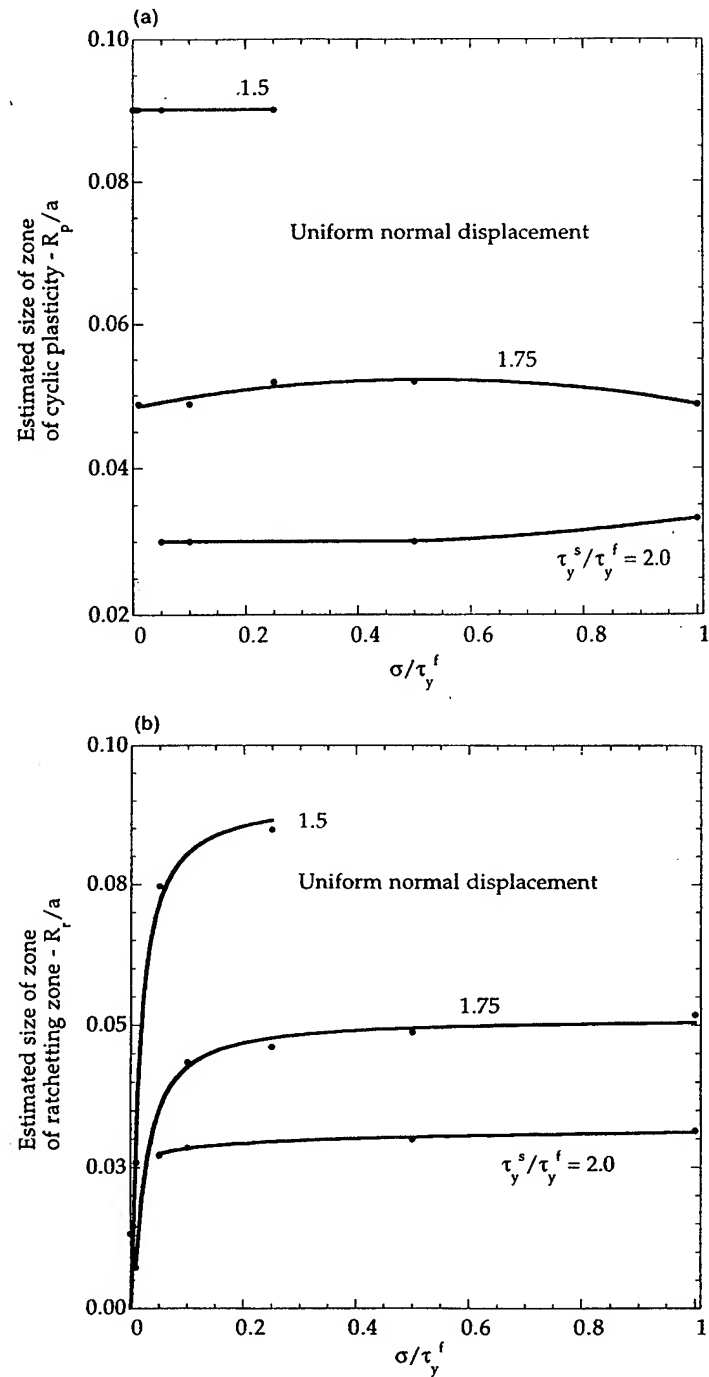 (a)
0.10
0.08
0.06
0.04
0.02
Estimated size of zone
of cyclic plasticity - R_p/a
1.5
Uniform normal displacement
1.75
τ_y^s/τ_y^f = 2.0
0 0.2 0.4 0.6 0.8 1
σ/τ_y^f
(b)
0.10
0.08
0.05
0.03
0.00
Estimated size of zone
of ratchetting zone - R_r/a
1.5
Uniform normal displacement
1.75
τ_y^s/τ_y^f = 2.0
0 0.2 0.4 0.6 0.8 1
σ/τ_y^f